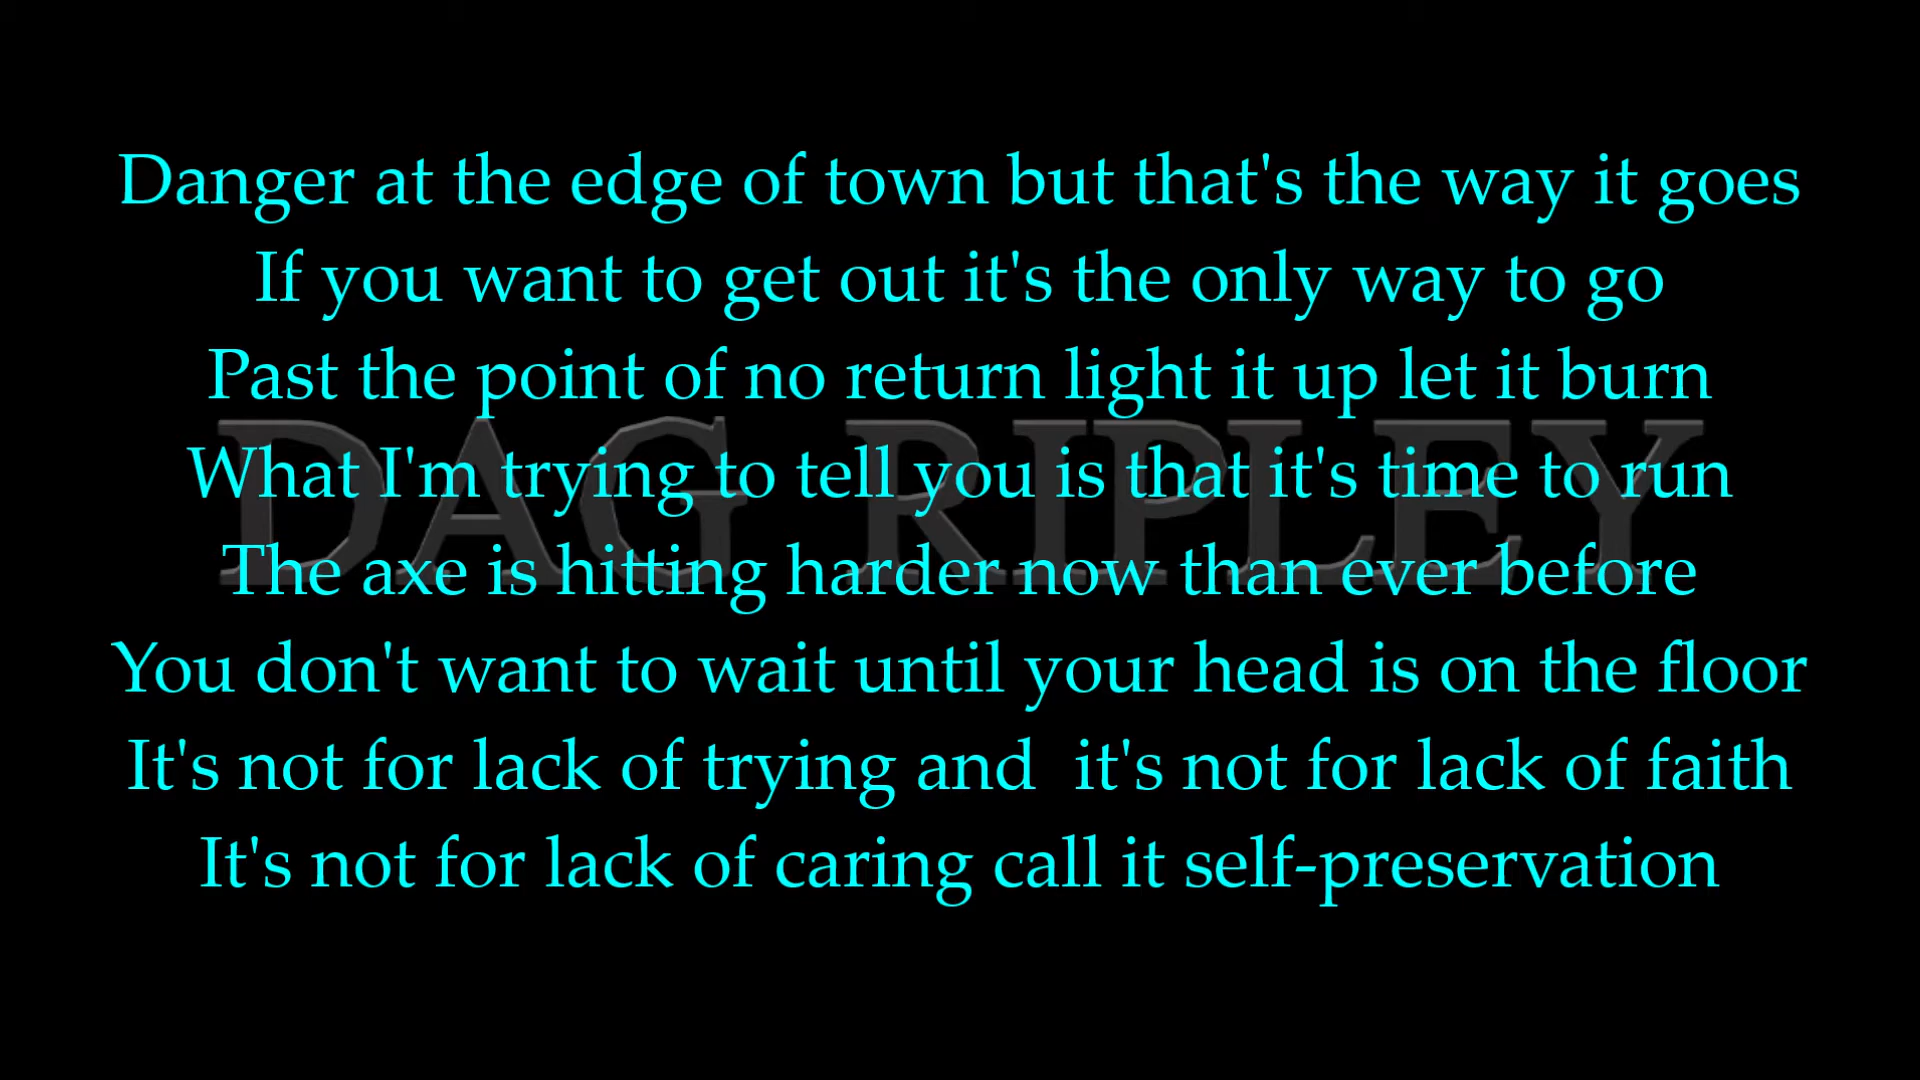 Danger at the edge of town but that's the way it goes
If you want to get out it's the only way to go
Past the point of no return light it up let it burn
DAG RIPLEY
What I'm trying to tell you is that it's time to run
The axe is hitting harder now than ever before
You don't want to wait until your head is on the floor
It's not for lack of trying and  it's not for lack of faith
It's not for lack of caring call it self-preservation